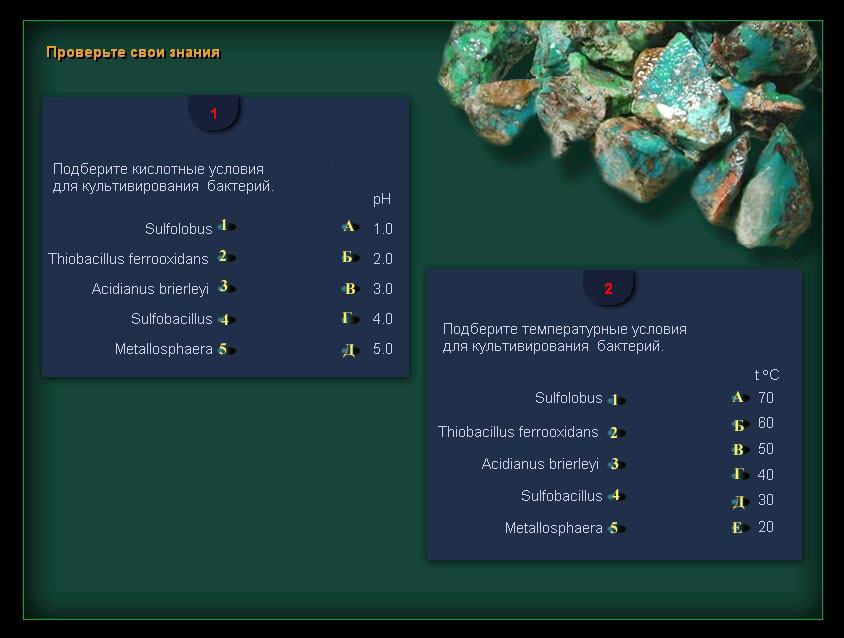 Проверьте свои знания
1
Подберите кислотные условия
для культивирования бактерий.
pH
Sulfolobus 1 А 1.0
Thiobacillus ferrooxidans 2 Б 2.0
Acidianus brierleyi 3 В 3.0
Sulfobacillus 4 Г 4.0
Metallosphaera 5 Д 5.0
2
Подберите температурные условия
для культивирования бактерий.
t °C
Sulfolobus 1 А 70
Б 60
Thiobacillus ferrooxidans 2
В 50
Acidianus brierleyi 3
Г 40
Sulfobacillus 4 Д 30
Metallosphaera 5 Е 20